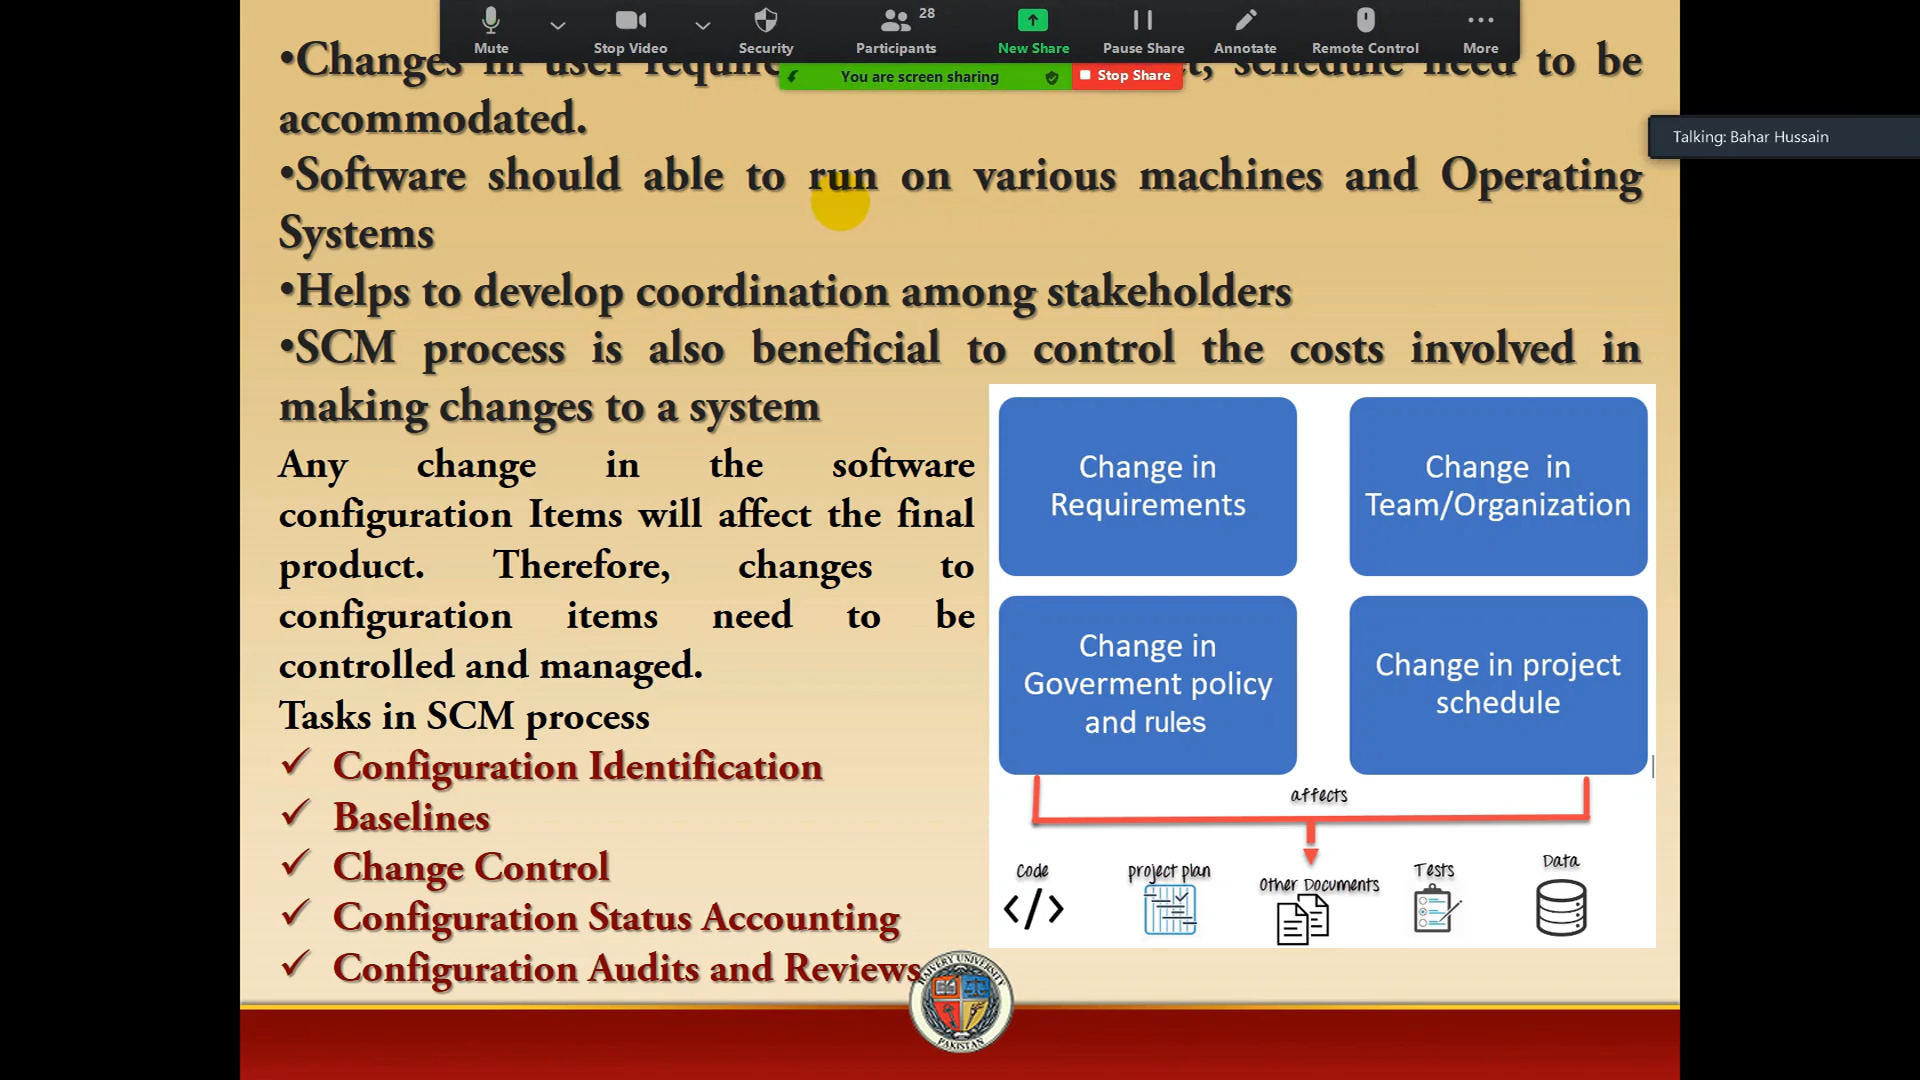 Mute
Stop Video
Security
Participants
28
New Share
Pause Share
Annotate
Remote Control
More
You are screen sharing
Stop Share
Talking: Bahar Hussain
•Changes in user schedule need to be
accommodated.
•Software should able to run on various machines and Operating
Systems
•Helps to develop coordination among stakeholders
•SCM process is also beneficial to control the costs involved in
making changes to a system
Any change in the software
configuration Items will affect the final
product. Therefore, changes to
configuration items need to be
controlled and managed.
Tasks in SCM process
✓ Configuration Identification
✓ Baselines
✓ Change Control
✓ Configuration Status Accounting
✓ Configuration Audits and Reviews
Change in
Requirements
Change in
Team/Organization
Change in
Goverment policy
and rules
Change in project
schedule
affects
Code
project plan
Other Documents
Tests
Data
</> 
UNIVERSITY
PAKISTAN